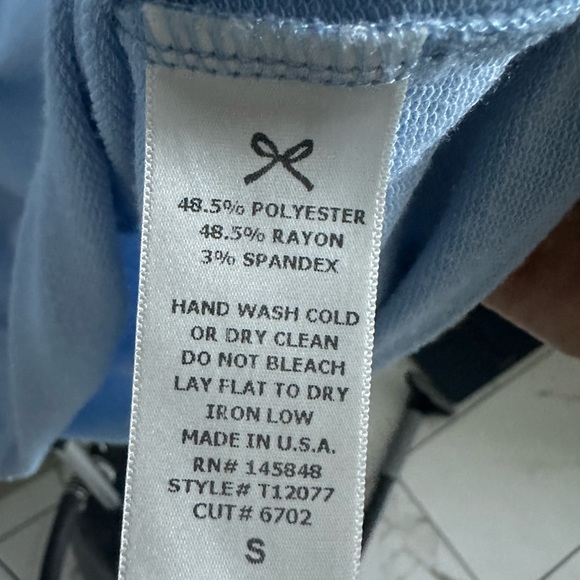 48.5% POLYESTER
48.5% RAYON
3% SPANDEX
HAND WASH COLD
OR DRY CLEAN
DO NOT BLEACH
LAY FLAT TO DRY
IRON LOW
MADE IN U.S.A.
RN# 145848
STYLE# T12077
CUT# 6702
S